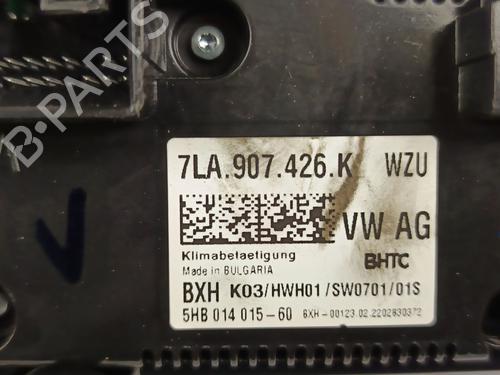 7LA.907.426.K WZU
VW AG
Klimabetaetigung
Made in BULGARIA
BHTC
BXH K03/HWH01/SW0701/01S
5HB 014 015-60 BXH-00123.02.2202830372
B-PARTS
B-PARTS
V